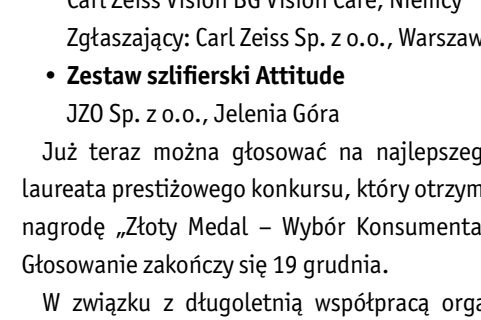 Carl Zeiss Vision BG Vision Care, Niemcy
Zgłaszający: Carl Zeiss Sp. z o.o., Warszaw
• Zestaw szlifierski Attitude
JZO Sp. z o.o., Jelenia Góra
Już teraz można głosować na najlepszeg
laureata prestiżowego konkursu, który otrzym
nagrodę „Złoty Medal – Wybór Konsumenta
Głosowanie zakończy się 19 grudnia.
W związku z długoletnią współpracą orga